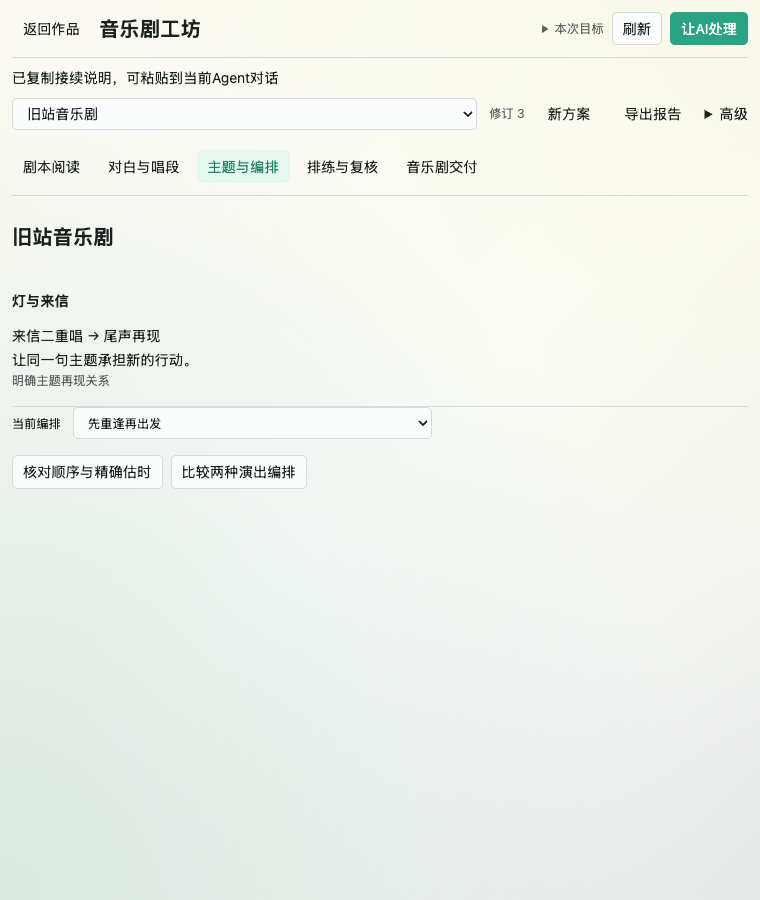 返回作品 音乐剧工坊 ▶ 本次目标 刷新 让AI处理
已复制接续说明，可粘贴到当前Agent对话
旧站音乐剧 修订 3 新方案 导出报告 ▶ 高级
剧本阅读 对白与唱段 主题与编排 排练与复核 音乐剧交付
旧站音乐剧
灯与来信
来信二重唱 → 尾声再现
让同一句主题承担新的行动。
明确主题再现关系
当前编排 先重逢再出发
核对顺序与精确估时 比较两种演出编排